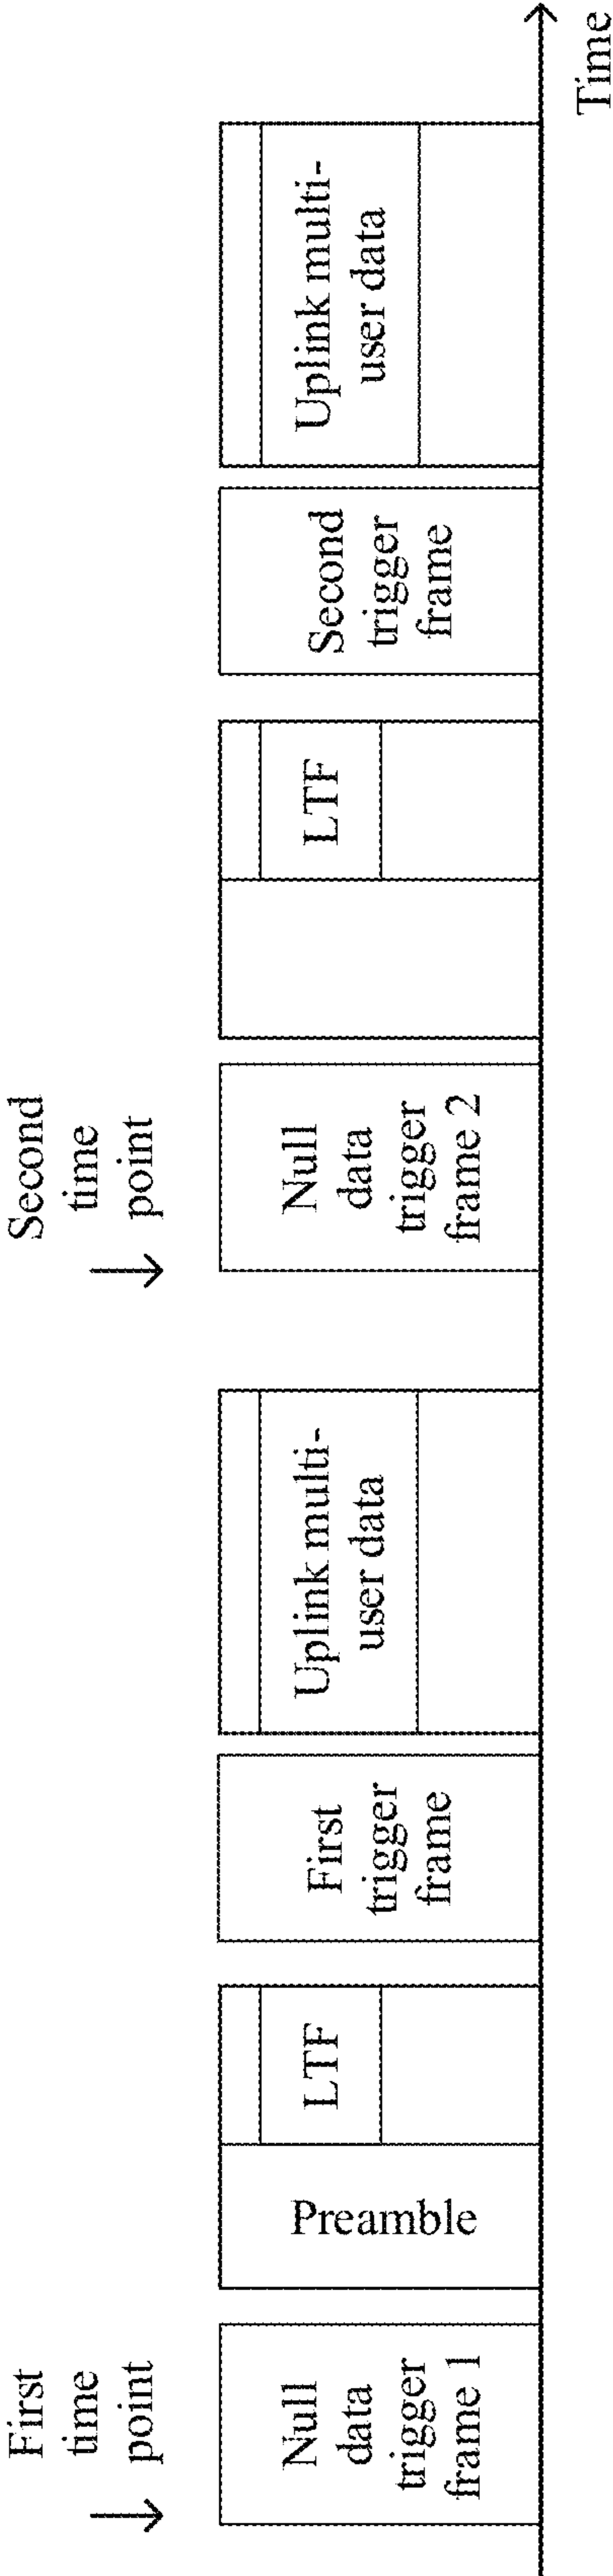 First
time
point
Null
data
trigger
frame 1
Preamble
LTF
First
trigger
frame
Uplink multi-
user data
Second
time
point
Null
data
trigger
frame 2
LTF
Second
trigger
frame
Uplink multi-
user data
Time